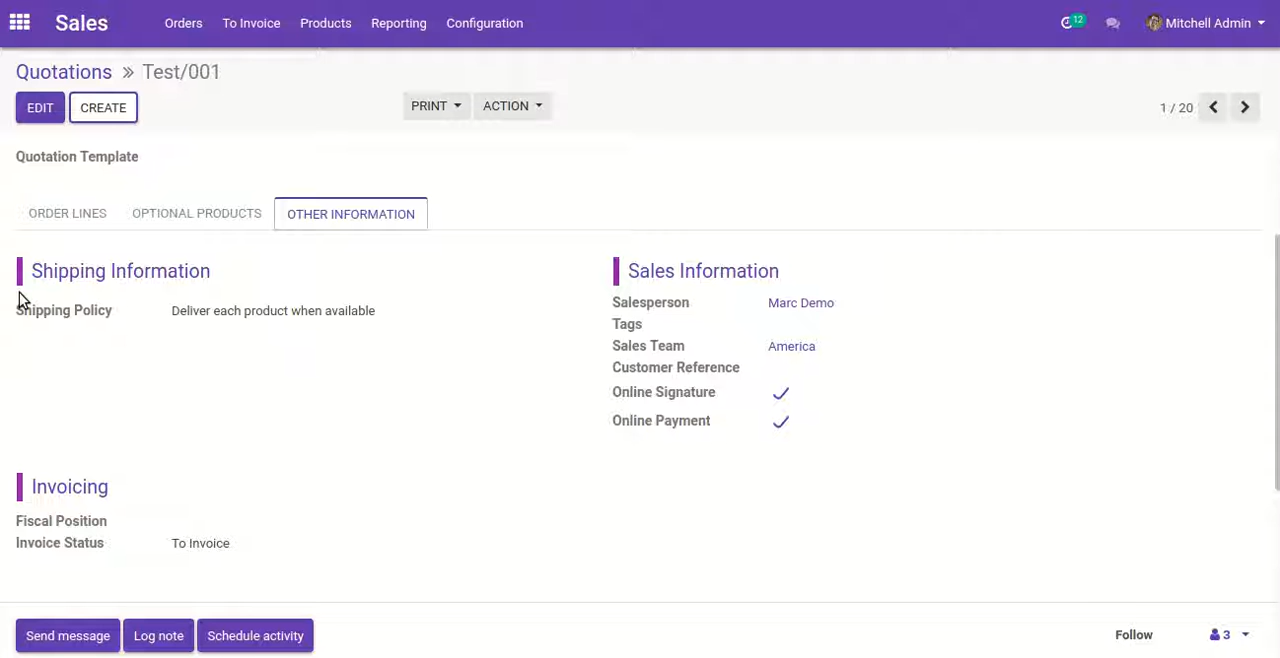 Sales Orders To Invoice Products Reporting Configuration 12 Mitchell Admin
Quotations » Test/001
EDIT CREATE PRINT ACTION 1 / 20
Quotation Template
ORDER LINES OPTIONAL PRODUCTS OTHER INFORMATION
Shipping Information
Shipping Policy Deliver each product when available
Sales Information
Salesperson Marc Demo
Tags
Sales Team America
Customer Reference
Online Signature
Online Payment
Invoicing
Fiscal Position
Invoice Status To Invoice
Send message Log note Schedule activity Follow 3